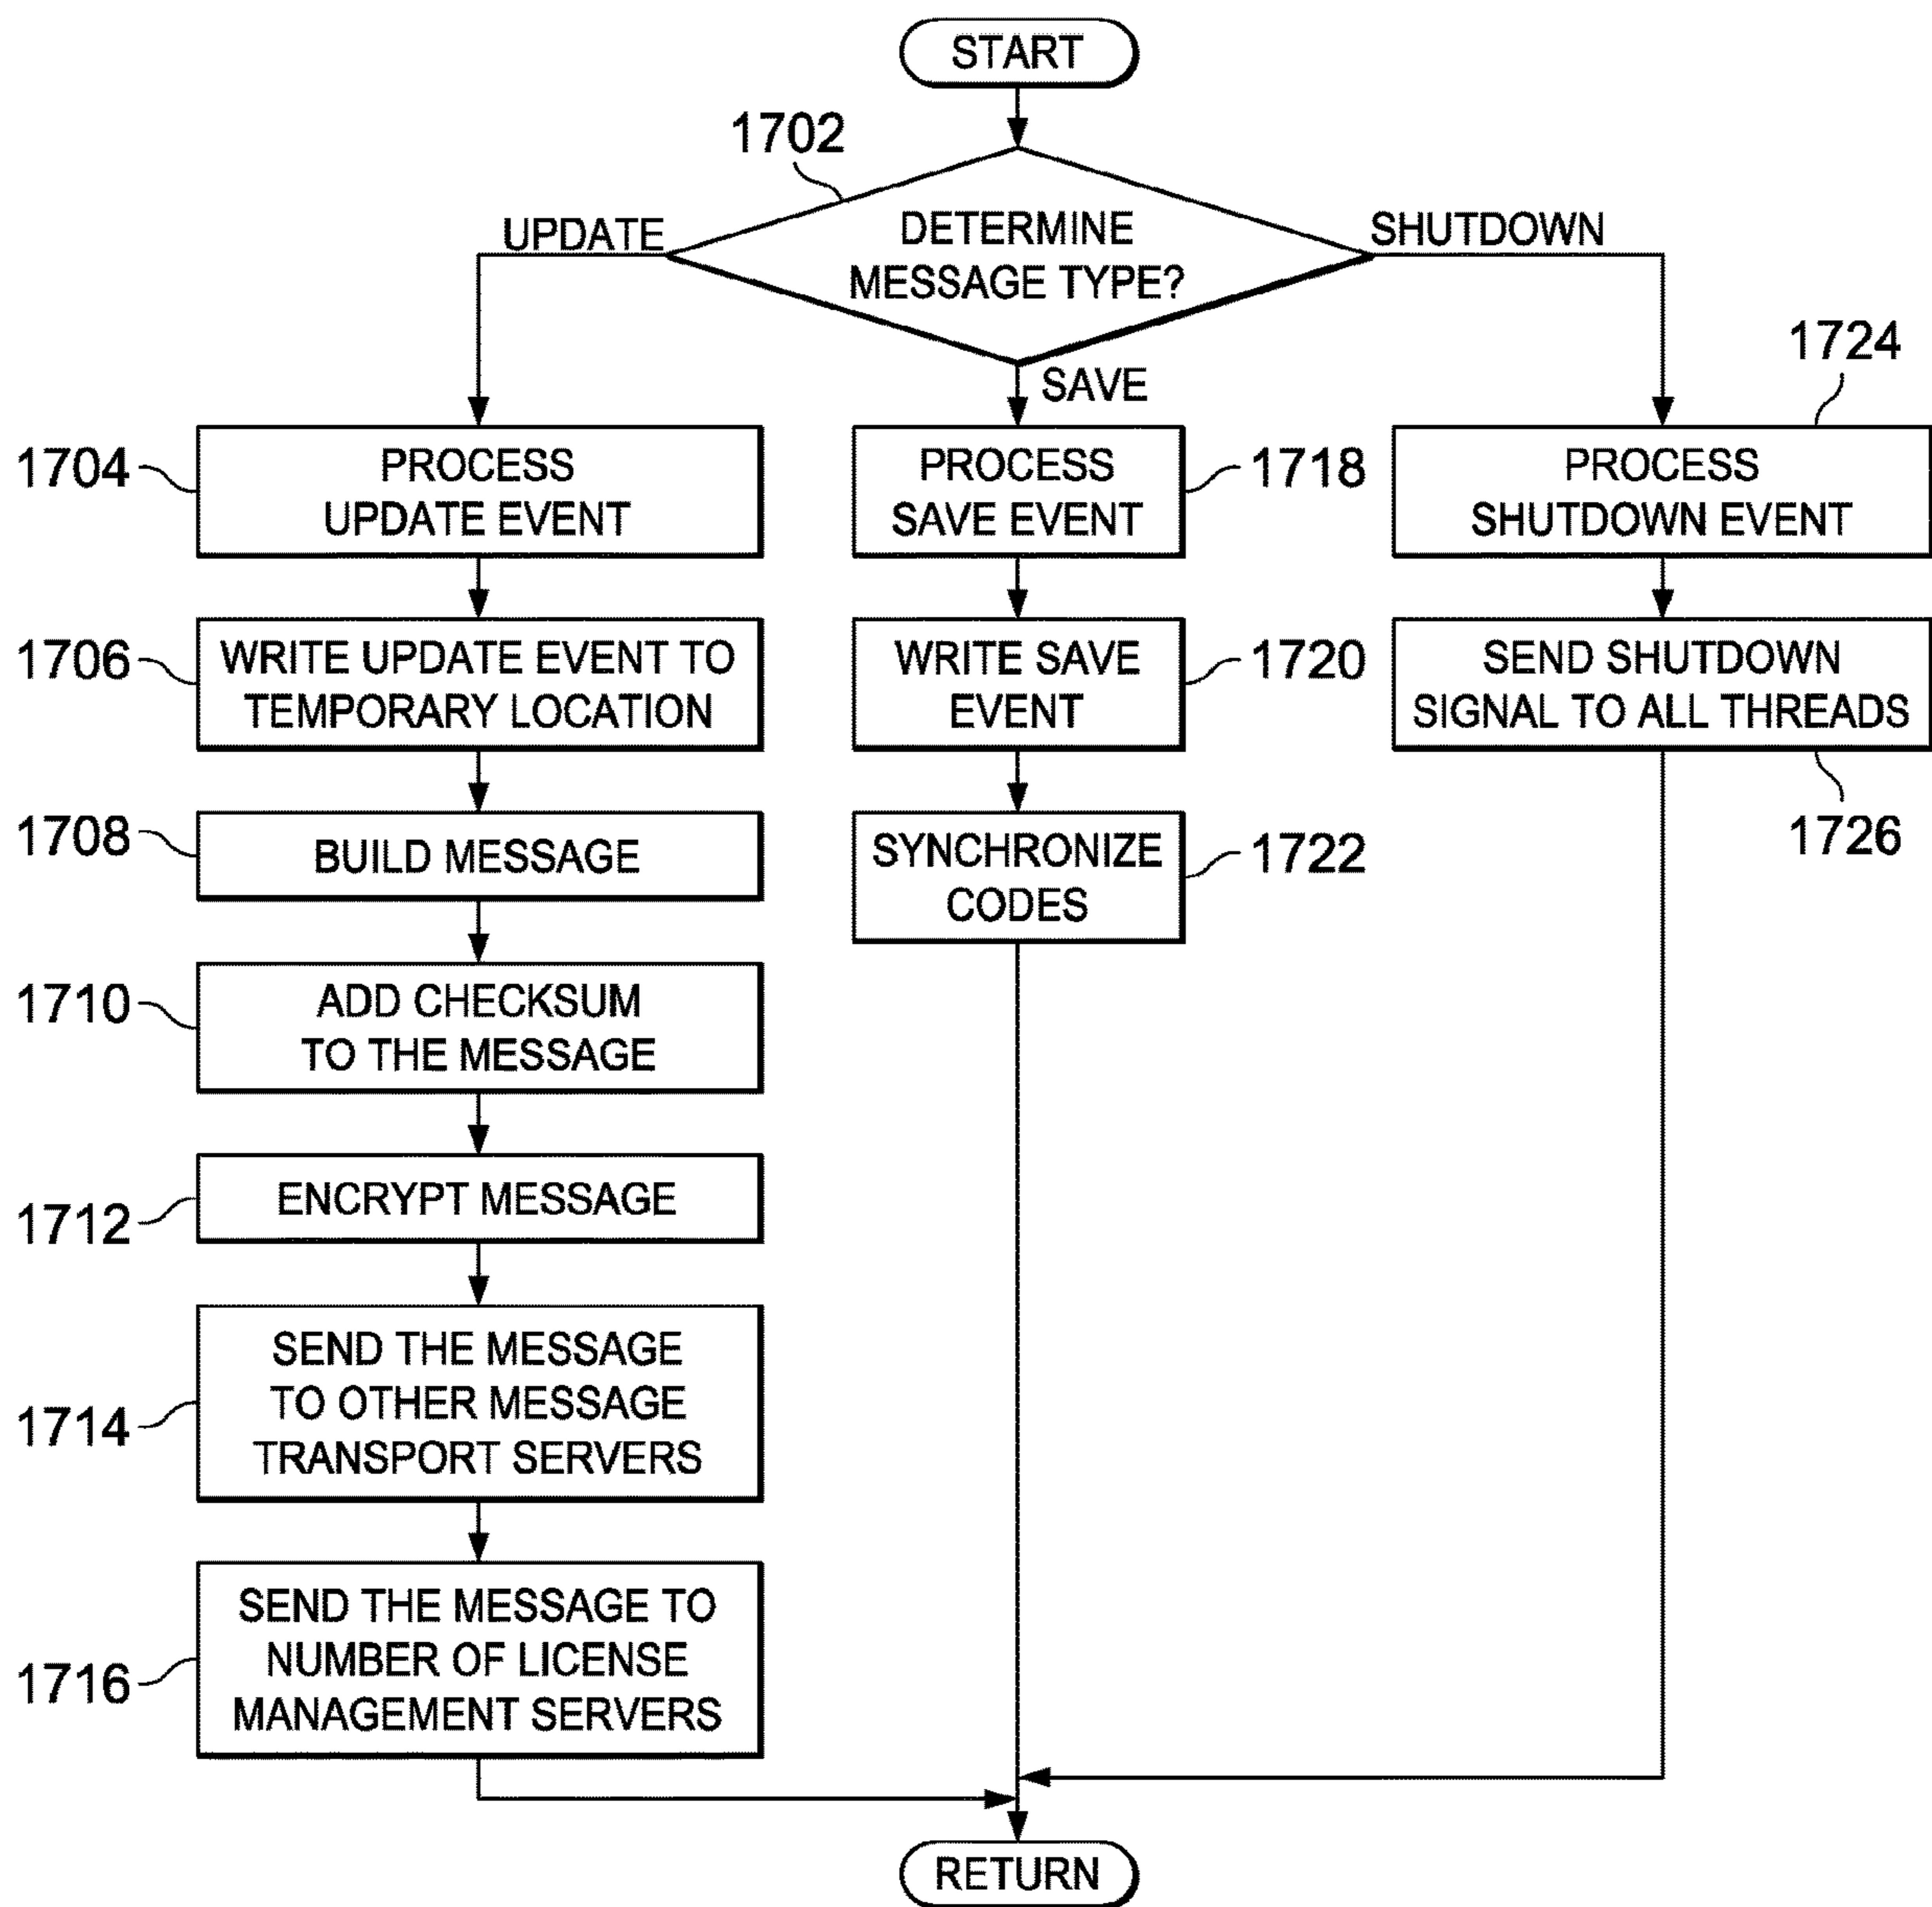 START
1702
DETERMINE
MESSAGE TYPE?
UPDATE
SHUTDOWN
SAVE
1704
PROCESS
UPDATE EVENT
1706
WRITE UPDATE EVENT TO
TEMPORARY LOCATION
1708
BUILD MESSAGE
1710
ADD CHECKSUM
TO THE MESSAGE
1712
ENCRYPT MESSAGE
1714
SEND THE MESSAGE
TO OTHER MESSAGE
TRANSPORT SERVERS
1716
SEND THE MESSAGE TO
NUMBER OF LICENSE
MANAGEMENT SERVERS
PROCESS
SAVE EVENT
1718
WRITE SAVE
EVENT
1720
SYNCHRONIZE
CODES
1722
1724
PROCESS
SHUTDOWN EVENT
SEND SHUTDOWN
SIGNAL TO ALL THREADS
1726
RETURN